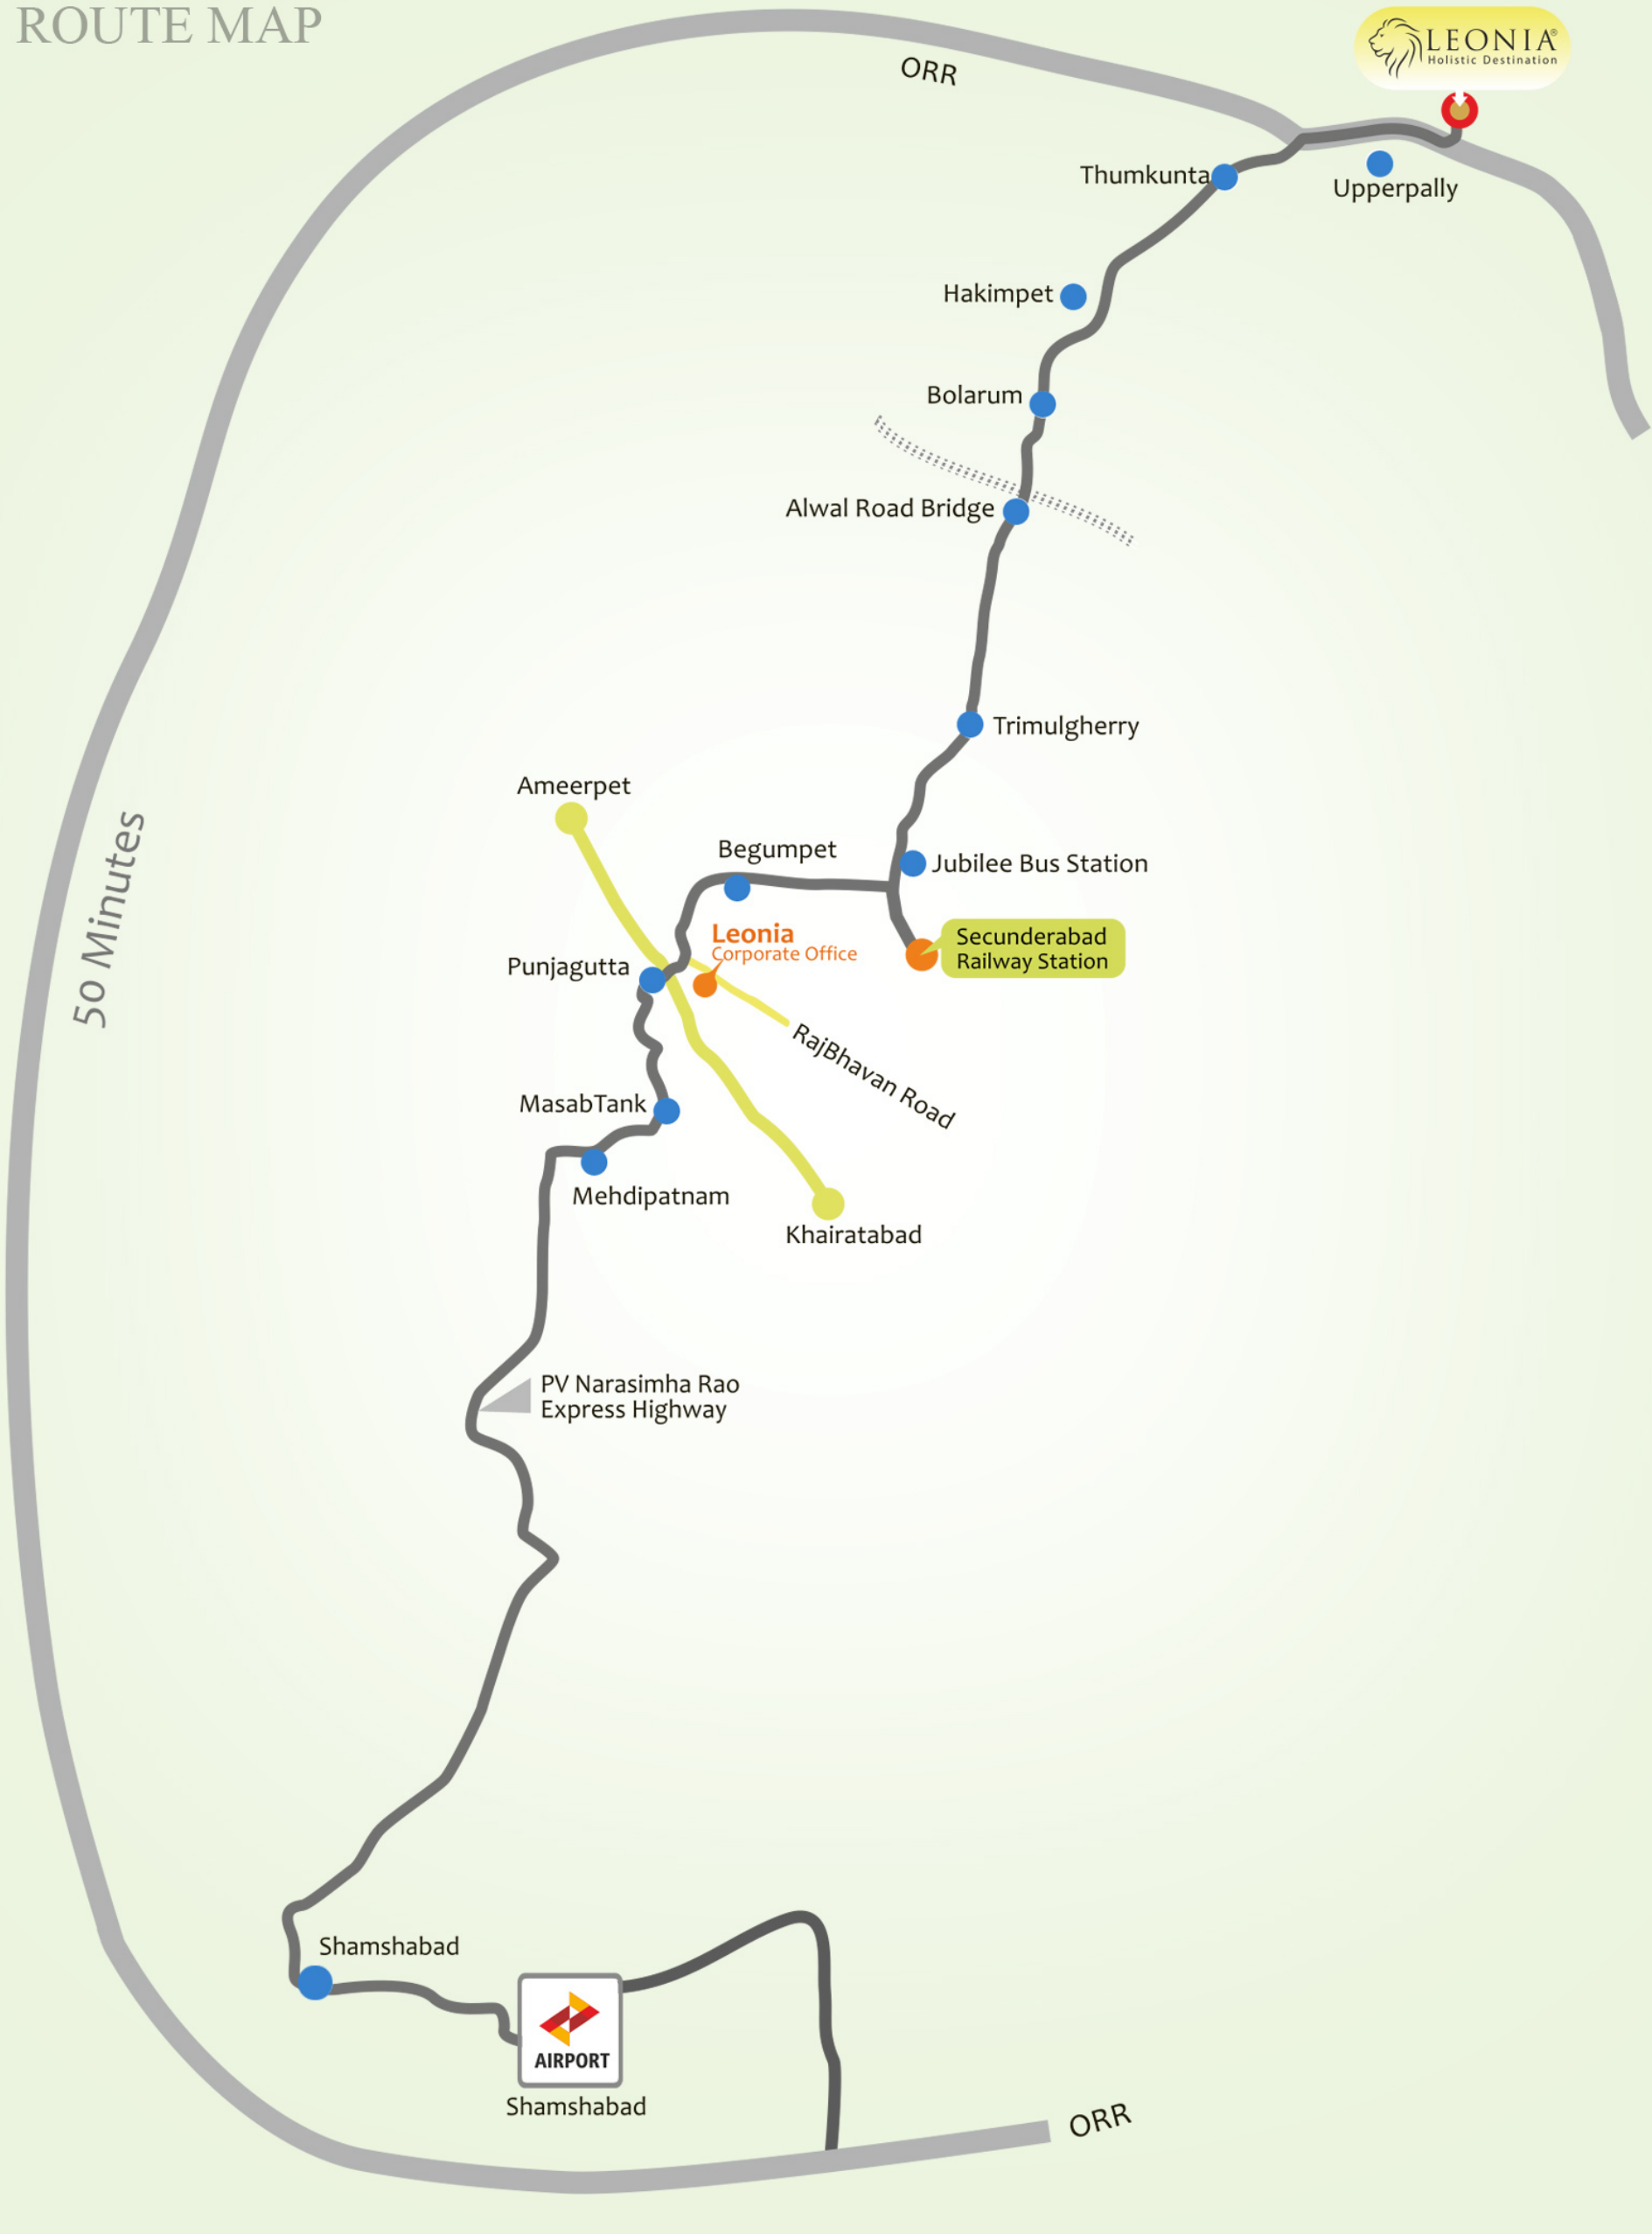 ROUTE MAP
LEONIA®
Holistic Destination
ORR
Thumkunta
Upperpally
Hakimpet
Bolarum
Alwal Road Bridge
Trimulgherry
Ameerpet
50 Minutes
Begumpet
Jubilee Bus Station
Leonia
Corporate Office
Secunderabad
Railway Station
Punjagutta
RajBhavan Road
MasabTank
Mehdipatnam
Khairatabad
PV Narasimha Rao
Express Highway
Shamshabad
AIRPORT
Shamshabad
ORR